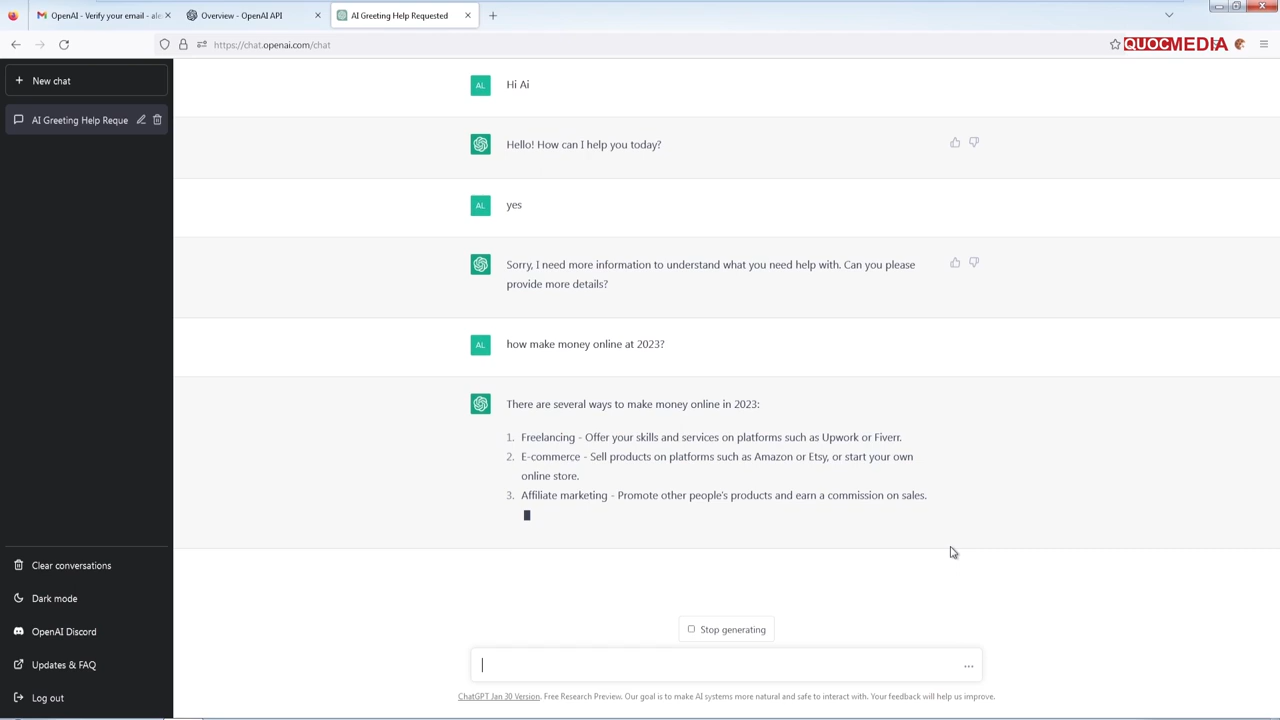 OpenAI - Verify your email - ale
Overview - OpenAI API
AI Greeting Help Requested
https://chat.openai.com/chat
QUOCMEDIA
New chat
AI Greeting Help Reque
AL
Hi Ai
Hello! How can I help you today?
AL
yes
Sorry, I need more information to understand what you need help with. Can you please
provide more details?
AL
how make money online at 2023?
There are several ways to make money online in 2023:
1. Freelancing - Offer your skills and services on platforms such as Upwork or Fiverr.
2. E-commerce - Sell products on platforms such as Amazon or Etsy, or start your own
online store.
3. Affiliate marketing - Promote other people's products and earn a commission on sales.
Clear conversations
Dark mode
OpenAI Discord
Updates & FAQ
Log out
Stop generating
ChatGPT Jan 30 Version. Free Research Preview. Our goal is to make AI systems more natural and safe to interact with. Your feedback will help us improve.